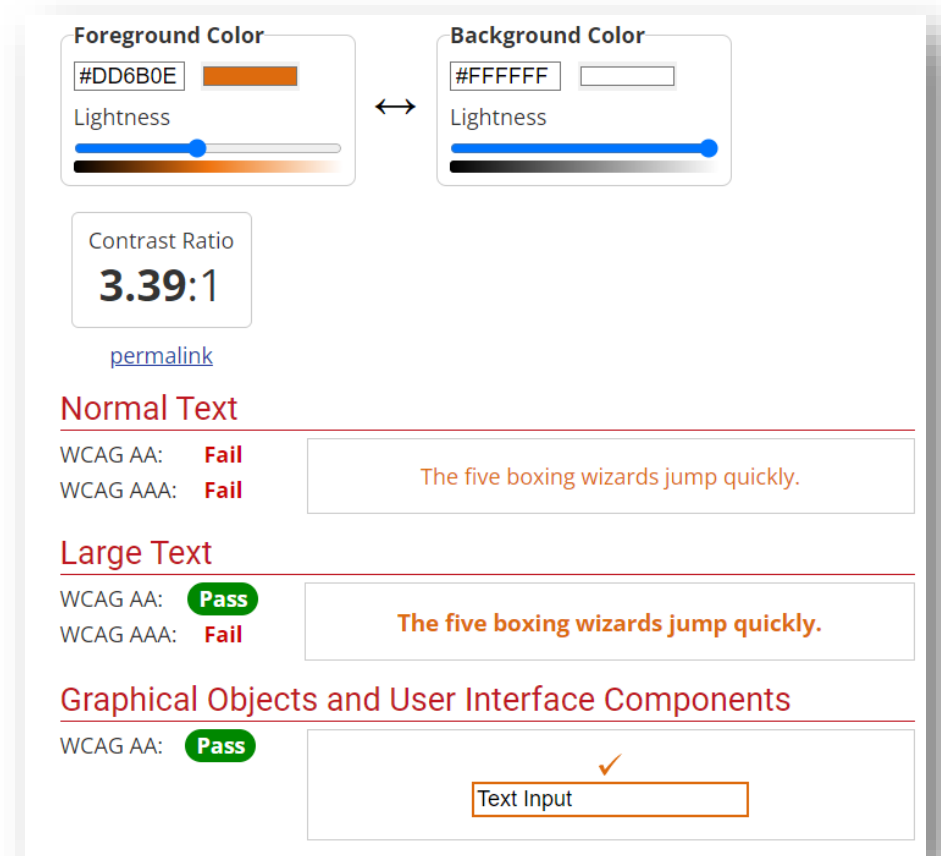 Foreground Color
Background Color
#DD6B0E
#FFFFFF
Lightness
Lightness
Contrast Ratio
3.39:1
permalink
Normal Text
WCAG AA: Fail
WCAG AAA: Fail
The five boxing wizards jump quickly.
Large Text
WCAG AA: Pass
WCAG AAA: Fail
The five boxing wizards jump quickly.
Graphical Objects and User Interface Components
WCAG AA: Pass
Text Input